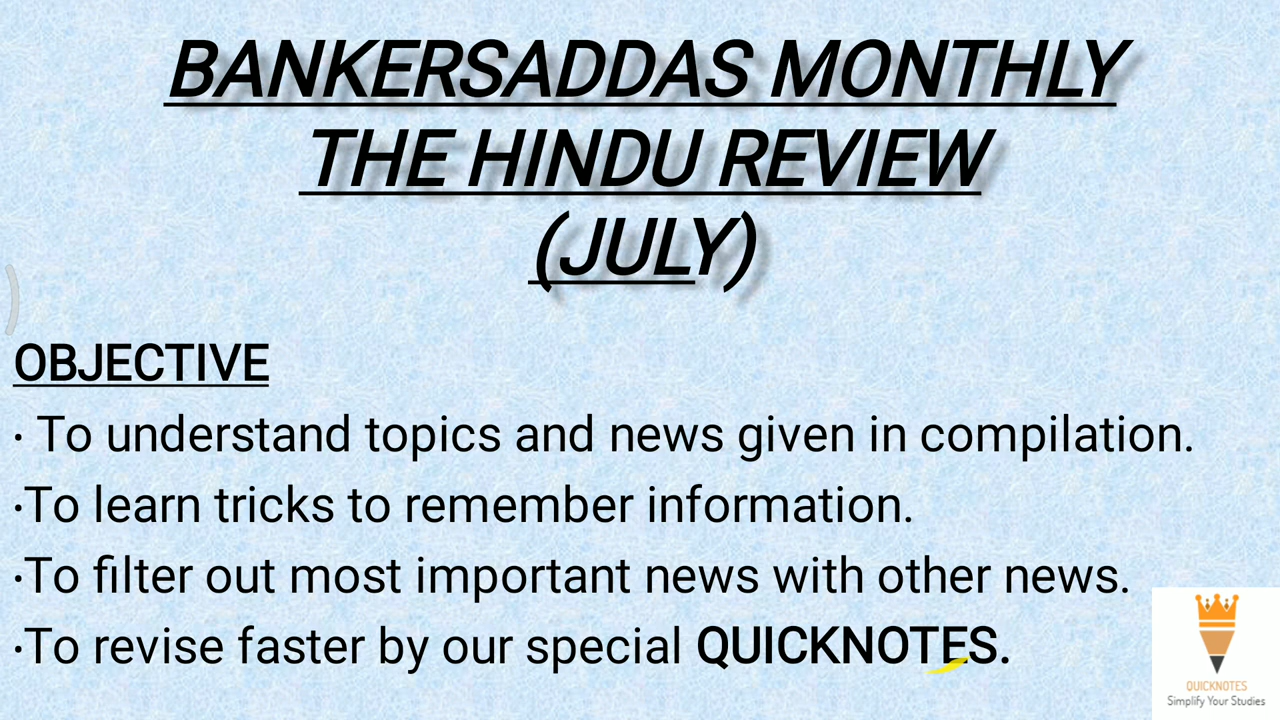 BANKERSADDAS MONTHLY
THE HINDU REVIEW
(JULY)
OBJECTIVE
· To understand topics and news given in compilation.
·To learn tricks to remember information.
·To filter out most important news with other news.
·To revise faster by our special QUICKNOTES.
QUICKNOTES
Simplify Your Studies